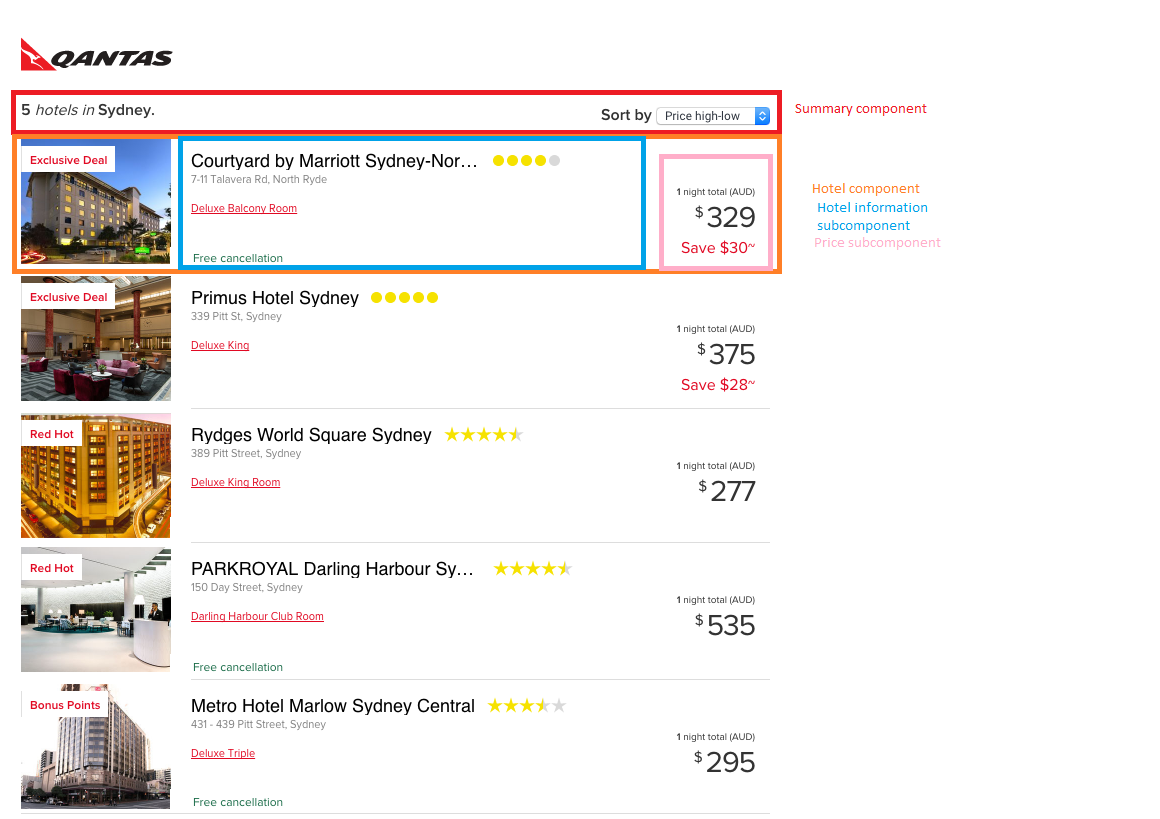 QANTAS
5 hotels in Sydney.
Sort by Price high-low
Summary component
Exclusive Deal
Courtyard by Marriott Sydney-Nor...
7-11 Talavera Rd, North Ryde
Deluxe Balcony Room
Free cancellation
1 night total (AUD)
$329
Save $30~
Hotel component
Hotel information
subcomponent
Price subcomponent
Exclusive Deal
Primus Hotel Sydney
339 Pitt St, Sydney
Deluxe King
1 night total (AUD)
$375
Save $28~
Red Hot
Rydges World Square Sydney
389 Pitt Street, Sydney
Deluxe King Room
1 night total (AUD)
$277
Red Hot
PARKROYAL Darling Harbour Sy...
150 Day Street, Sydney
Darling Harbour Club Room
Free cancellation
1 night total (AUD)
$535
Bonus Points
Metro Hotel Marlow Sydney Central
431 - 439 Pitt Street, Sydney
Deluxe Triple
Free cancellation
1 night total (AUD)
$295